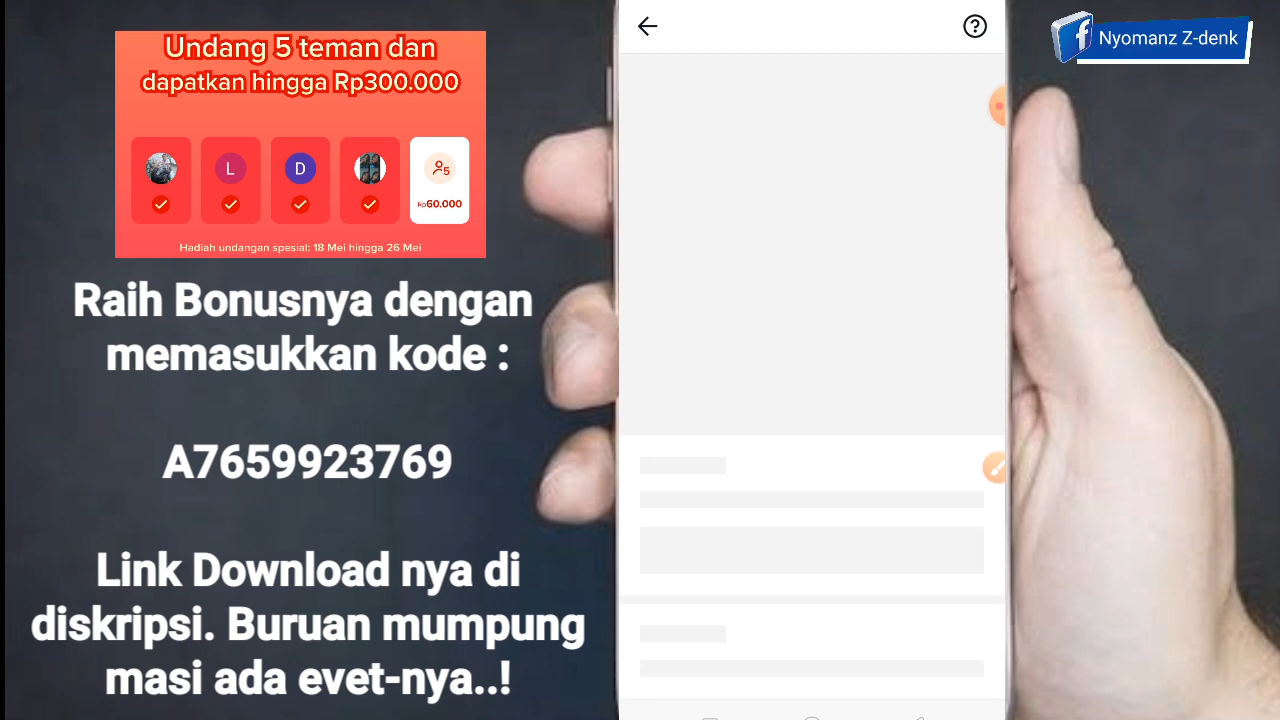 Undang 5 teman dan
dapatkan hingga Rp300.000
L
D
5
Rp60.000
Hadiah undangan spesial: 18 Mei hingga 26 Mei
Raih Bonusnya dengan
memasukkan kode :
A7659923769
Link Download nya di
diskripsi. Buruan mumpung
masi ada evet-nya..!
?
f Nyomanz Z-denk